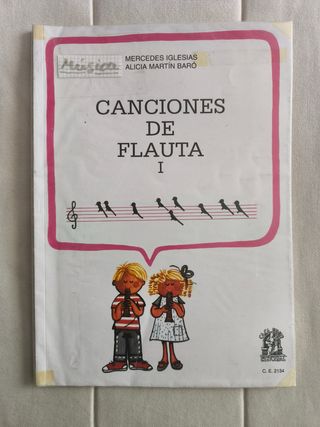 Música
MERCEDES IGLESIAS
ALICIA MARTÍN BARÓ
CANCIONES
DE
FLAUTA
I
C. E. 2134